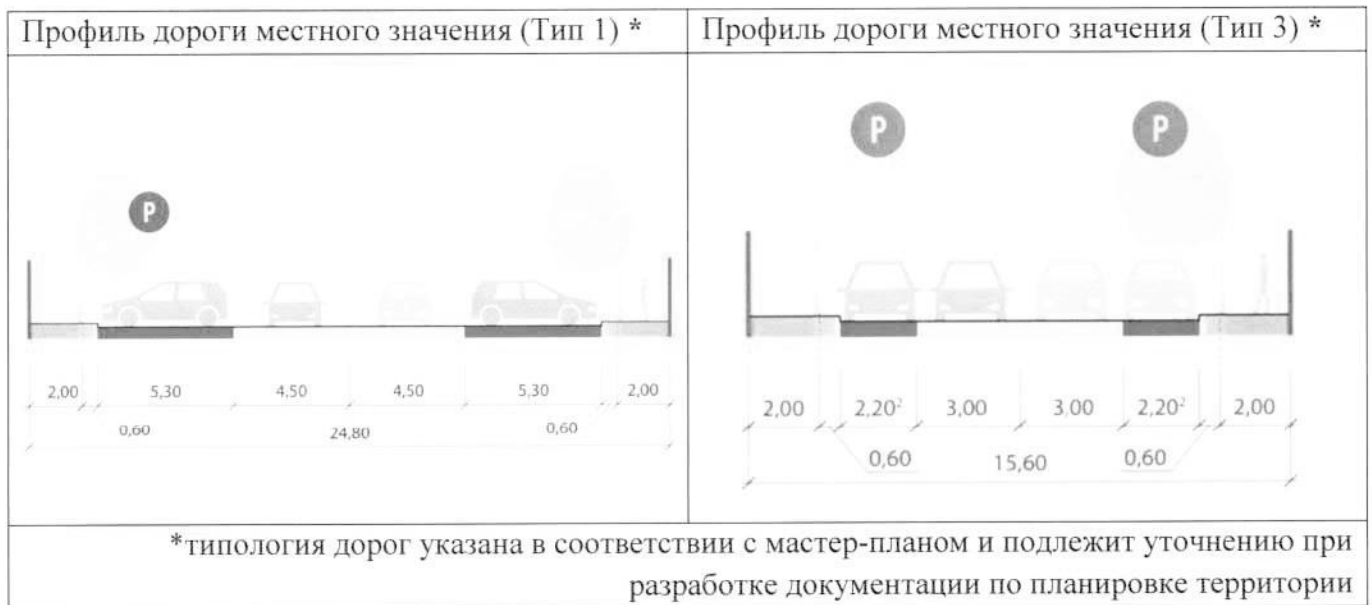 Профиль дороги местного значения (Тип 1) *
Профиль дороги местного значения (Тип 3) *
P
P
P
2,00 5,30 4,50 4,50 5,30 2,00
0,60 24,80 0,60
2,00 2,20² 3,00 3,00 2,20² 2,00
0,60 15,60 0,60
*типология дорог указана в соответствии с мастер-планом и подлежит уточнению при
разработке документации по планировке территории